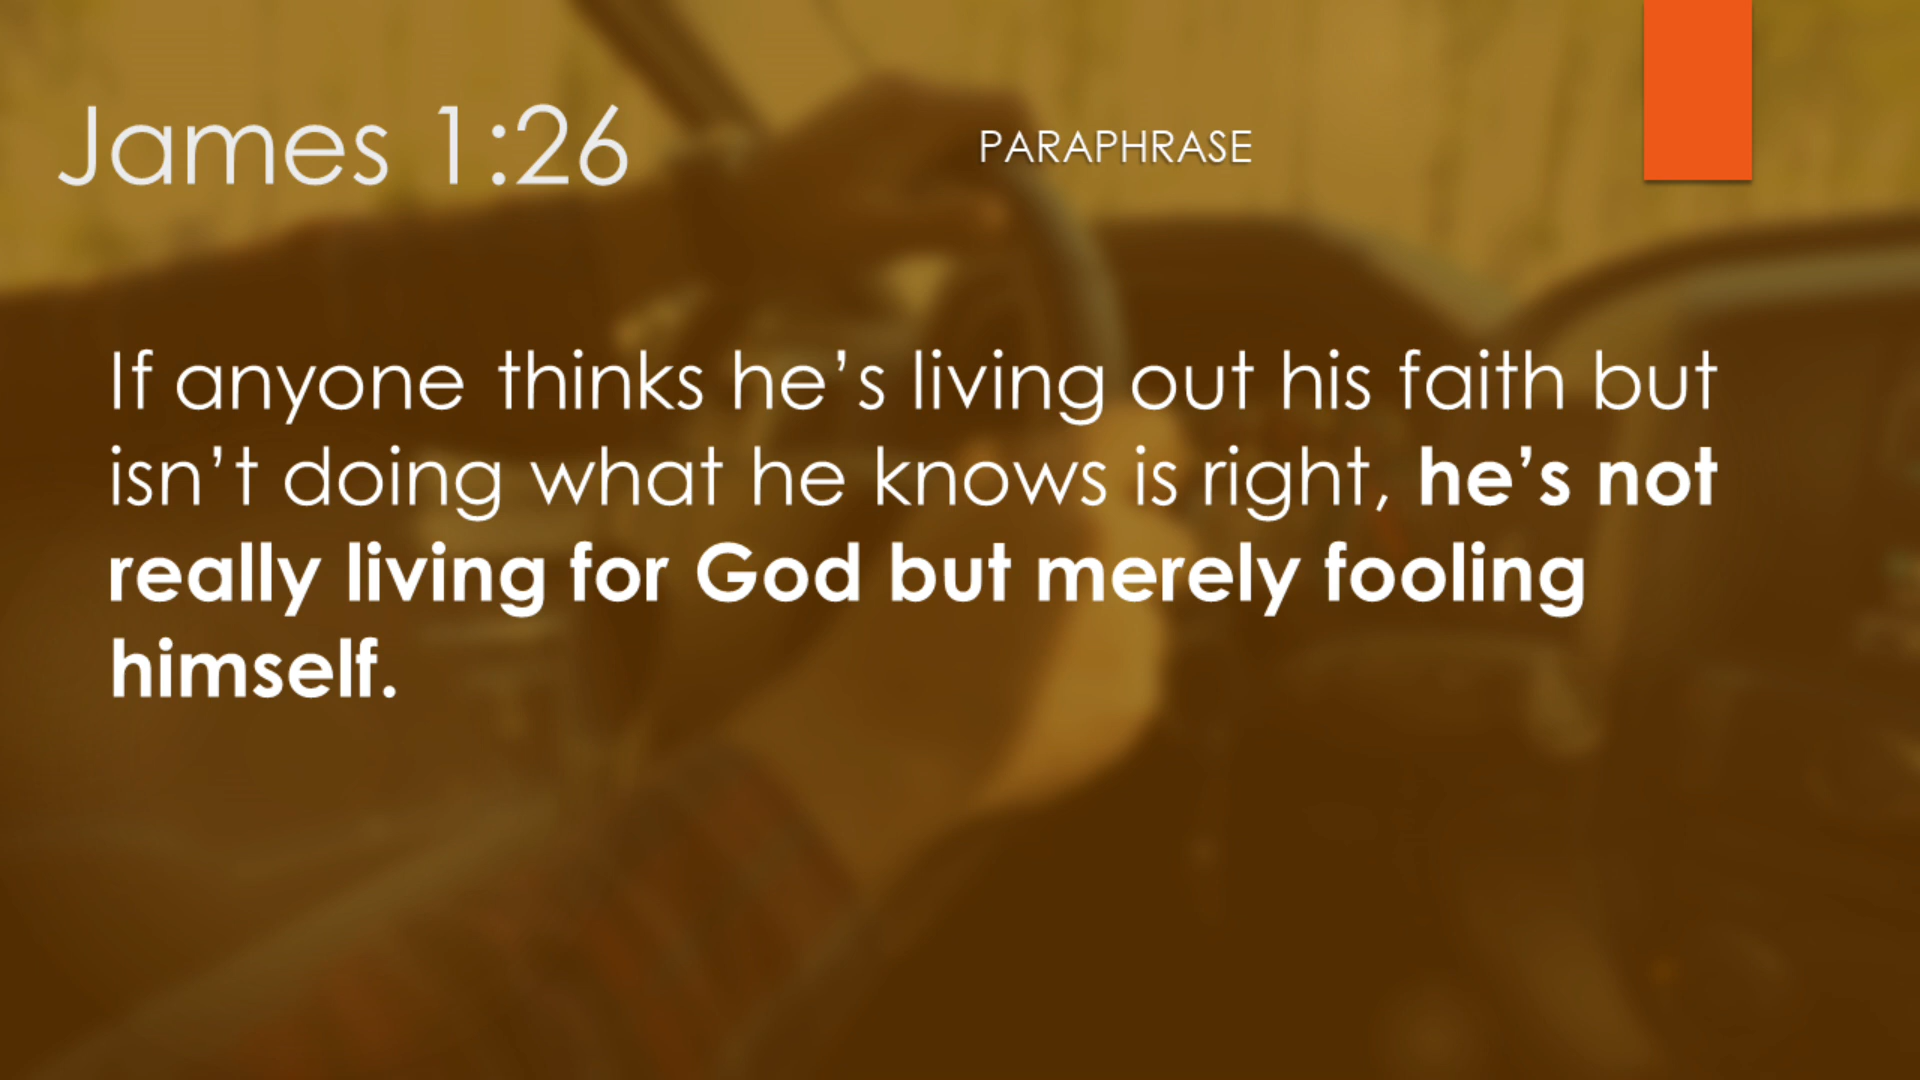 James 1:26
PARAPHRASE
If anyone thinks he’s living out his faith but
isn’t doing what he knows is right, he’s not
really living for God but merely fooling
himself.